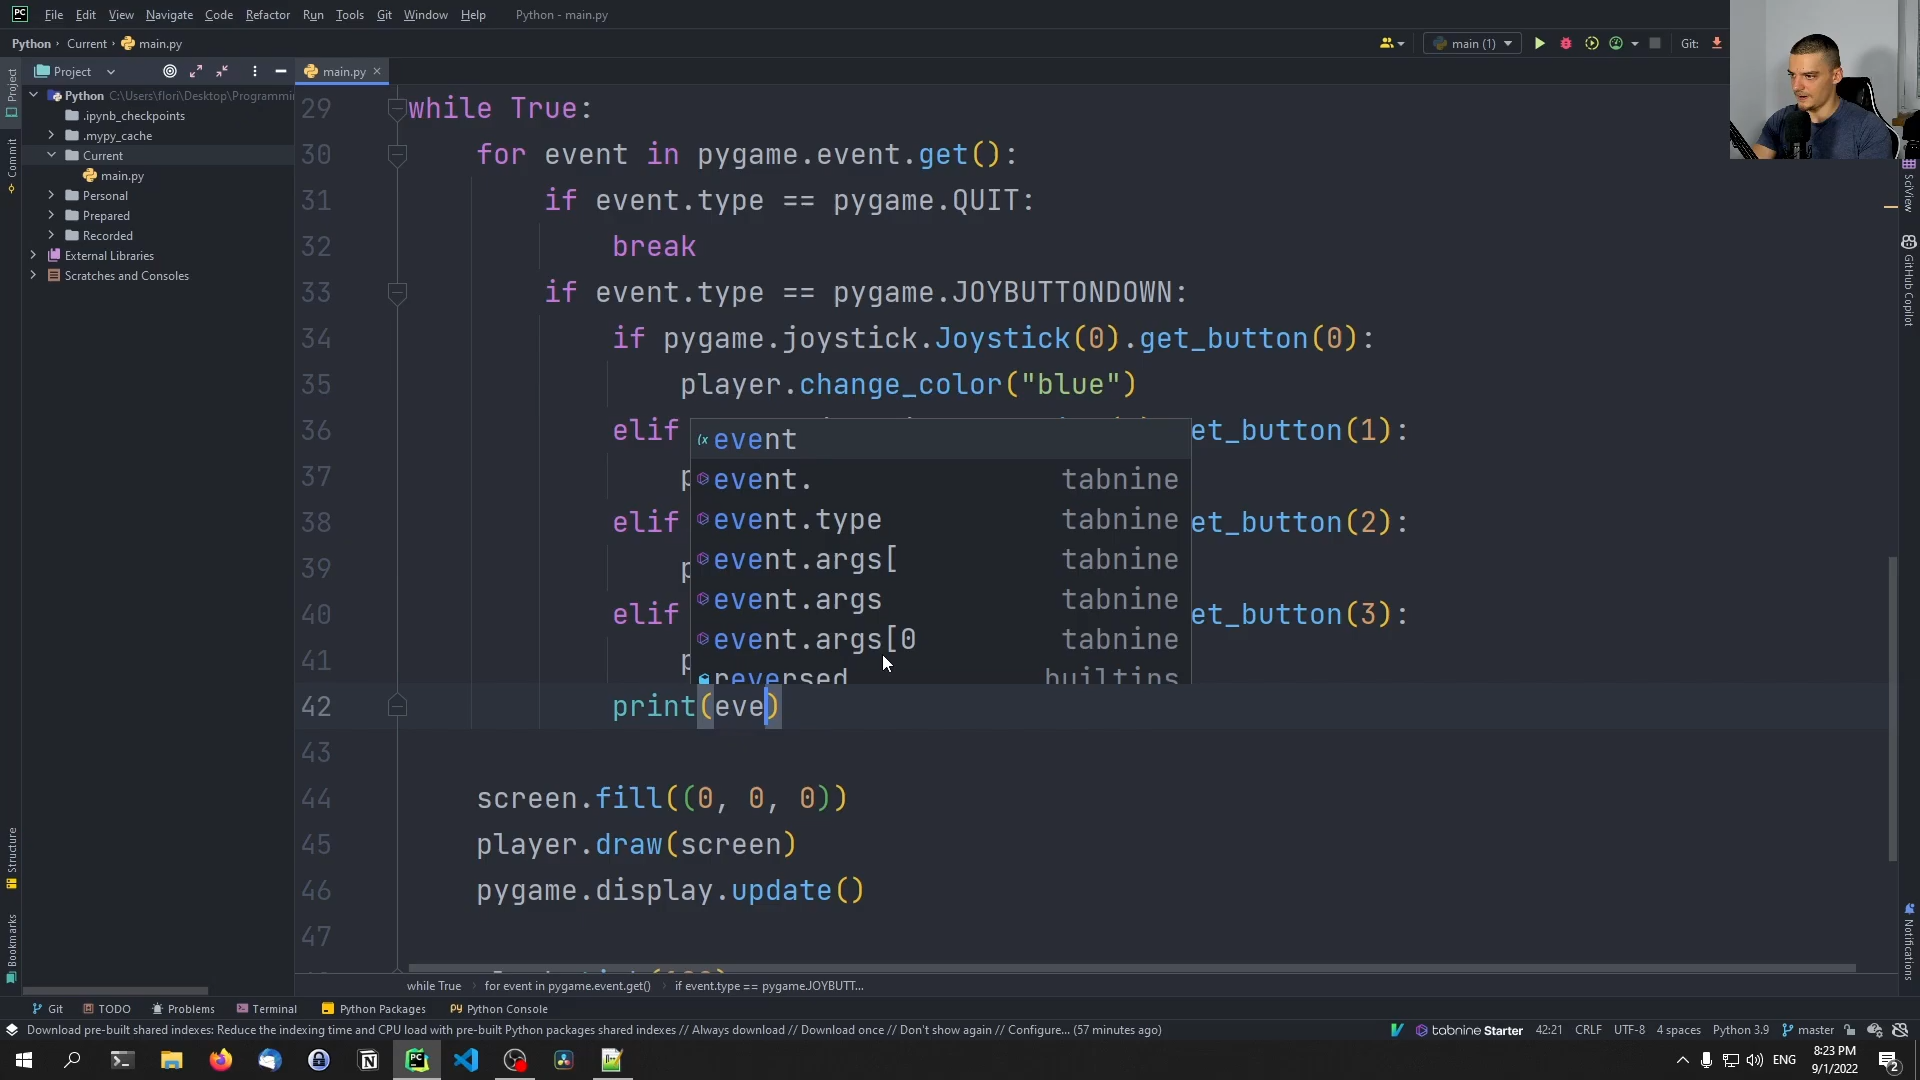 PC File Edit View Navigate Code Refactor Run Tools Git Window Help Python - main.py
Python Current main.py main (1) Git:
Project main.py
Python C:\Users\flori\Desktop\Programmi
.ipynb_checkpoints
.mypy_cache
Current
main.py
Personal
Prepared
Recorded
External Libraries
Scratches and Consoles
Project
Commit
Structure
Bookmarks
29 while True:
30 for event in pygame.event.get():
31 if event.type == pygame.QUIT:
32 break
33 if event.type == pygame.JOYBUTTONDOWN:
34 if pygame.joystick.Joystick(0).get_button(0):
35 player.change_color("blue")
36 elif et_button(1):
37 p
38 elif et_button(2):
39 p
40 elif et_button(3):
41 p
event
event. tabnine
event.type tabnine
event.args[ tabnine
event.args tabnine
event.args[0 tabnine
reversed builtins
42 print(eve)
43
44 screen.fill((0, 0, 0))
45 player.draw(screen)
46 pygame.display.update()
47
SciView
GitHub Copilot
Notifications
while True for event in pygame.event.get() if event.type == pygame.JOYBUTT...
Git TODO Problems Terminal Python Packages Python Console
Download pre-built shared indexes: Reduce the indexing time and CPU load with pre-built Python packages shared indexes // Always download // Download once // Don't show again // Configure... (57 minutes ago) tabnine Starter 42:21 CRLF UTF-8 4 spaces Python 3.9 master
ENG 8:23 PM
9/1/2022 2